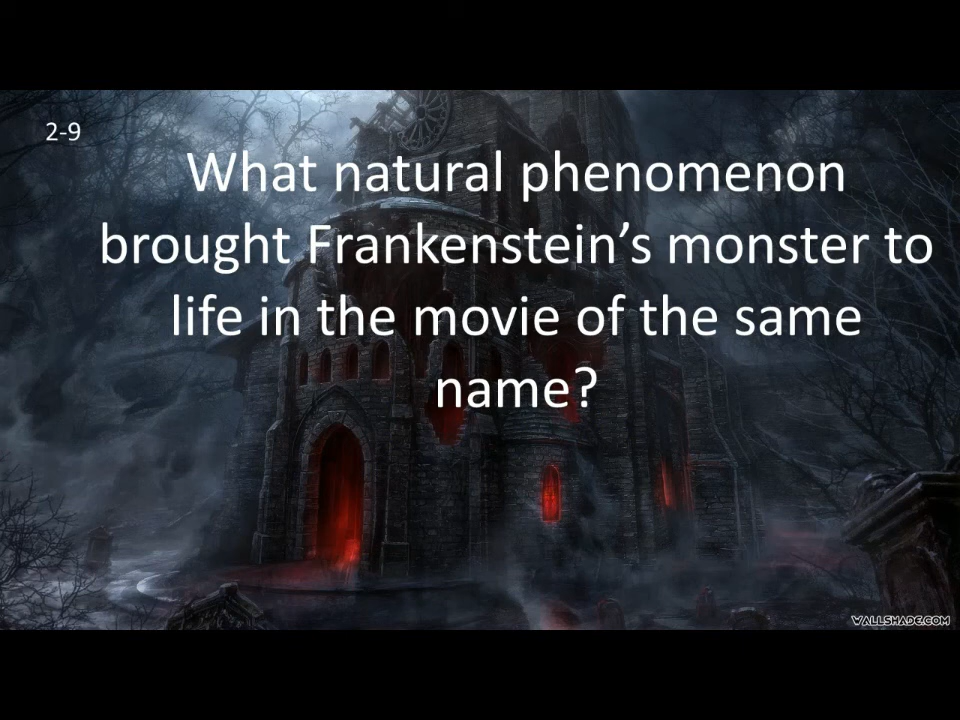 2-9
What natural phenomenon
brought Frankenstein’s monster to
life in the movie of the same
name?
WALLSHADE.COM